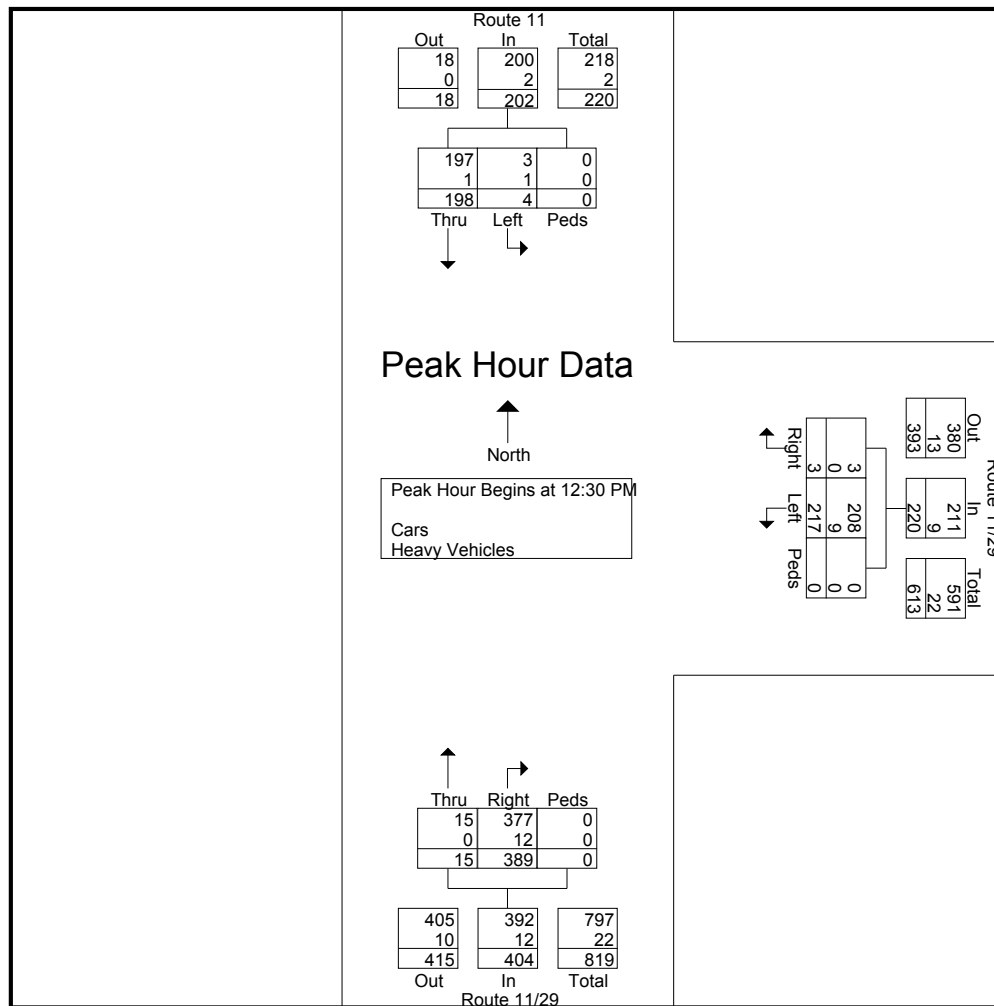 Route 11
Out In Total
18 200 218
0 2 2
18 202 220
197 3 0
1 1 0
198 4 0
Thru Left Peds
Peak Hour Data
North
Peak Hour Begins at 12:30 PM
Cars
Heavy Vehicles
Right Left Peds
3 208 0
0 9 0
3 217 0
Route 11/29
Out In Total
380 211 591
13 9 22
393 220 613
Thru Right Peds
15 377 0
0 12 0
15 389 0
405 392 797
10 12 22
415 404 819
Out In Total
Route 11/29